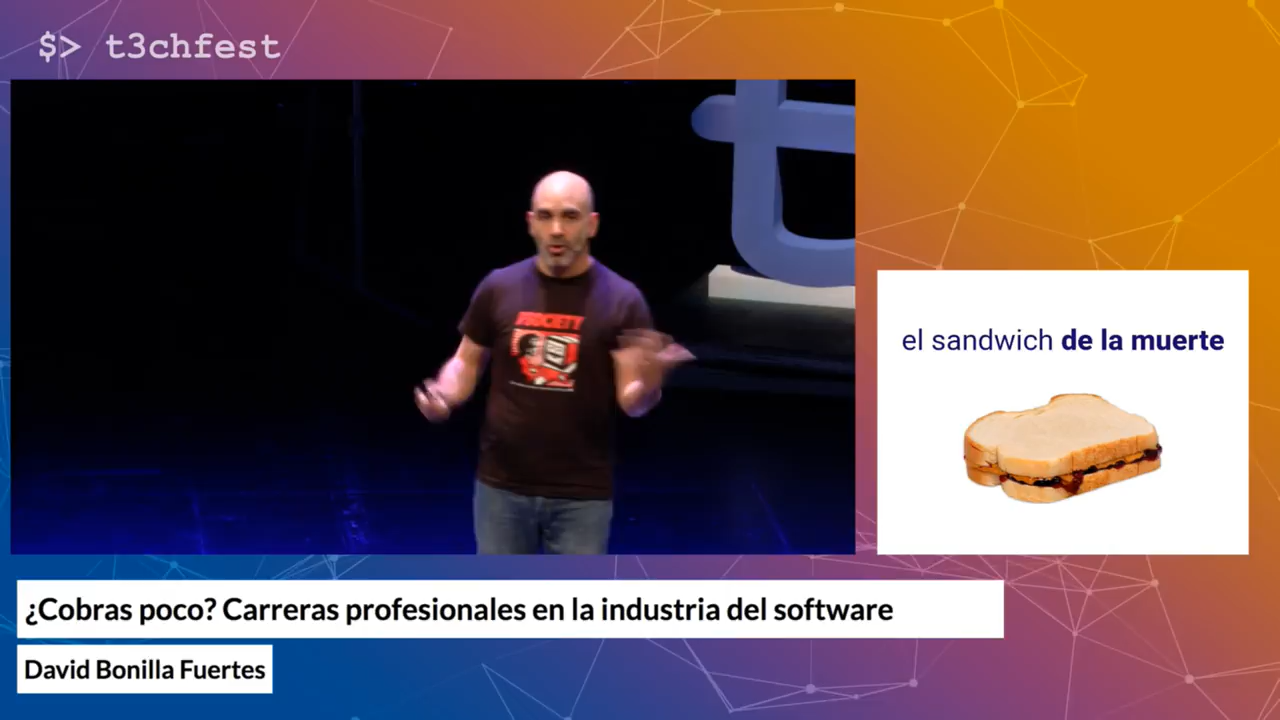 $> t3chfest
el sandwich de la muerte
¿Cobras poco? Carreras profesionales en la industria del software
David Bonilla Fuertes